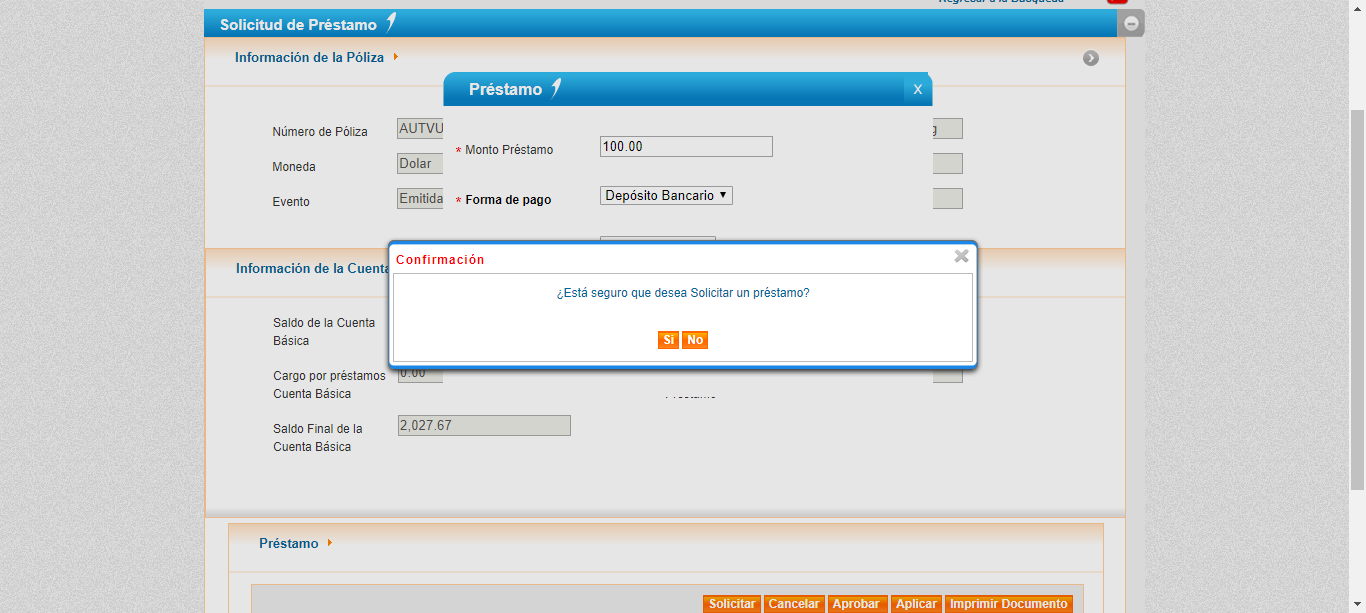 Regresar a la Búsqueda
Solicitud de Préstamo
Información de la Póliza
Préstamo X
Número de Póliza AUTVU
* Monto Préstamo 100.00
Moneda Dolar
Evento Emitida
* Forma de pago Depósito Bancario
Confirmación
Información de la Cuenta
¿Está seguro que desea Solicitar un préstamo?
Saldo de la Cuenta
Básica
Si No
Cargo por préstamos
Cuenta Básica
0.00
Saldo Final de la
Cuenta Básica
2,027.67
Préstamo
Solicitar Cancelar Aprobar Aplicar Imprimir Documento